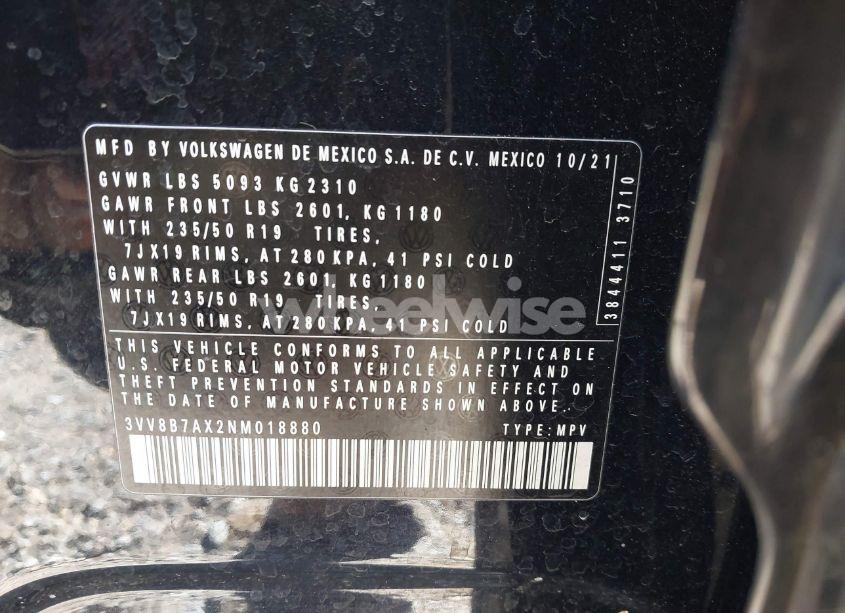 MFD BY VOLKSWAGEN DE MEXICO S.A. DE C.V. MEXICO 10/21
GVWR LBS 5093 KG 2310
GAWR FRONT LBS 2601, KG 1180
WITH 235/50 R19 TIRES,
7JX19 RIMS, AT 280 KPA, 41 PSI COLD
GAWR REAR LBS 2601, KG 1180
WITH 235/50 R19 TIRES,
7JX19 RIMS, AT 280 KPA, 41 PSI COLD
3844411 3710
wheelwise
THIS VEHICLE CONFORMS TO ALL APPLICABLE
U.S. FEDERAL MOTOR VEHICLE SAFETY AND
THEFT PREVENTION STANDARDS IN EFFECT ON
THE DATE OF MANUFACTURE SHOWN ABOVE.
3VV8B7AX2NM018880 TYPE: MPV